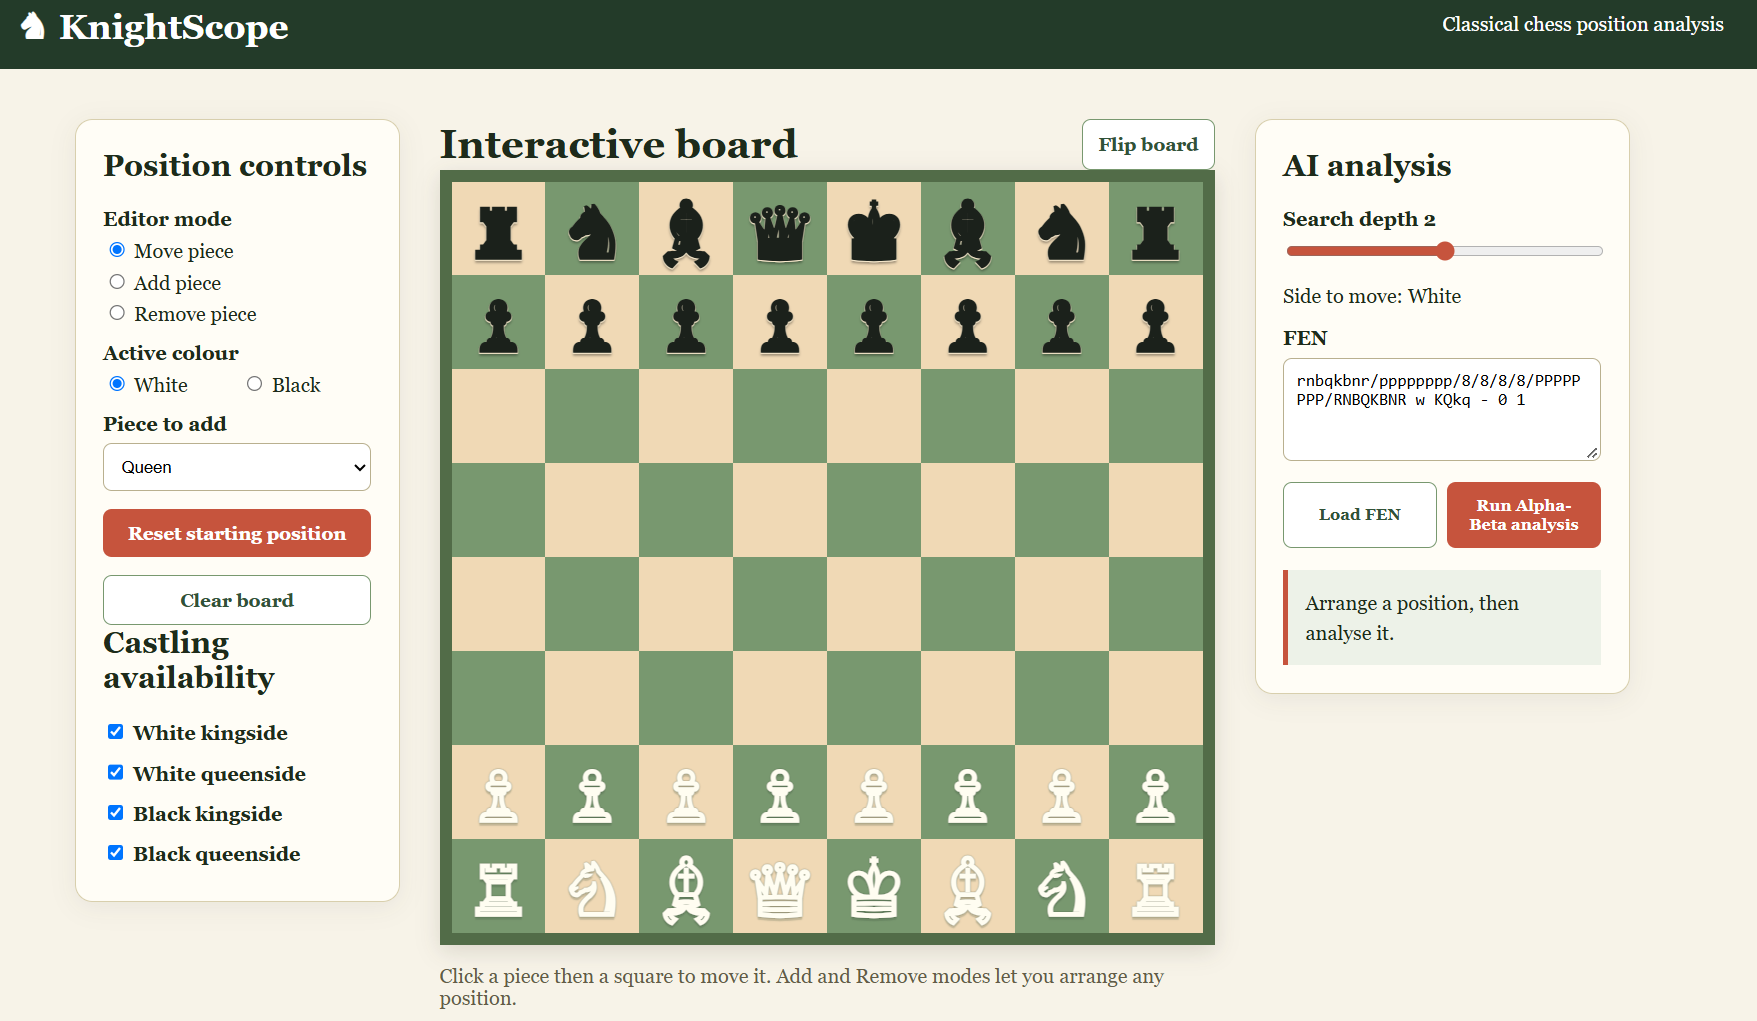 KnightScope
Classical chess position analysis
Position controls
Editor mode
Move piece
Add piece
Remove piece
Active colour
White
Black
Piece to add
Queen
Reset starting position
Clear board
Castling
availability
White kingside
White queenside
Black kingside
Black queenside
Interactive board
Flip board
Click a piece then a square to move it. Add and Remove modes let you arrange any
position.
AI analysis
Search depth 2
Side to move: White
FEN
rnbqkbnr/pppppppp/8/8/8/8/PPPPP
PPP/RNBQKBNR w KQkq - 0 1
Load FEN
Run Alpha-
Beta analysis
Arrange a position, then
analyse it.